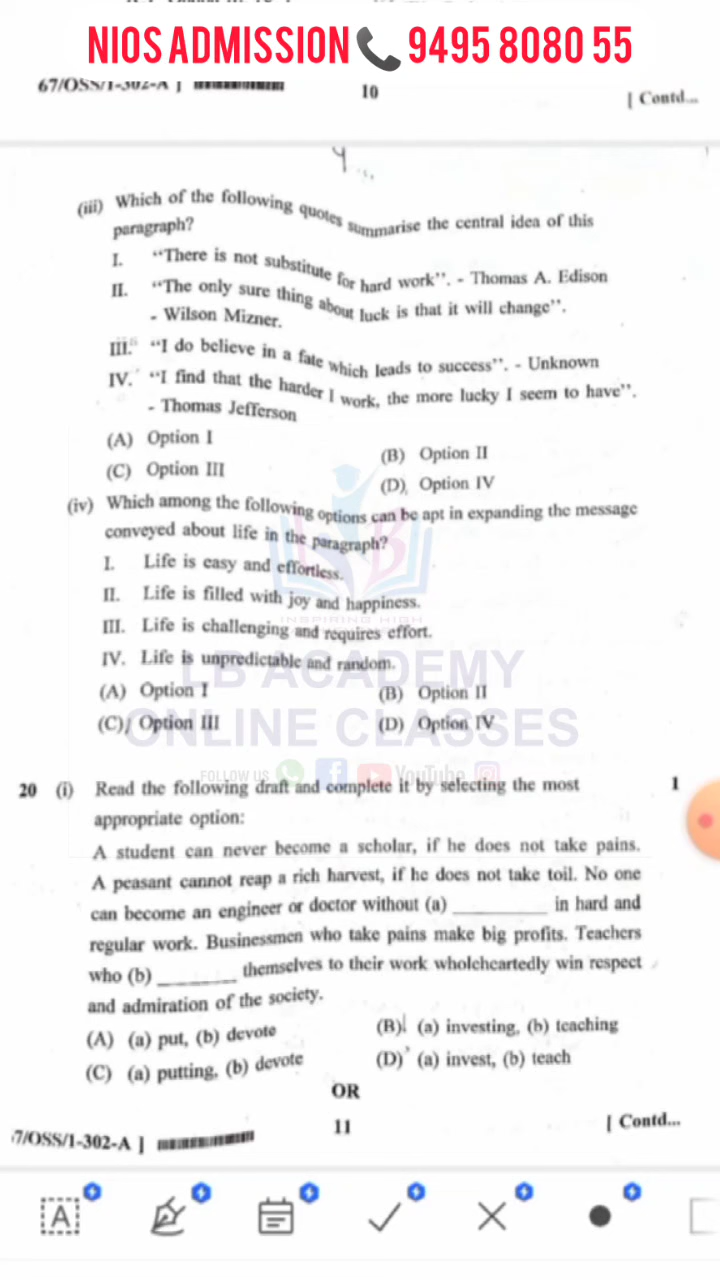 NIOS ADMISSION 📞 9495 8080 55
67/OSS/1-302-A ]
10
[ Contd...
(iii) Which of the following quotes summarise the central idea of this
paragraph?
I. "There is not substitute for hard work". - Thomas A. Edison
II. "The only sure thing about luck is that it will change".
- Wilson Mizner.
III. "I do believe in a fate which leads to success". - Unknown
IV. "I find that the harder I work, the more lucky I seem to have".
- Thomas Jefferson
(A) Option I
(B) Option II
(C) Option III
(D) Option IV
(iv) Which among the following options can be apt in expanding the message
conveyed about life in the paragraph?
I. Life is easy and effortless.
II. Life is filled with joy and happiness.
INSPIRING HIGH
III. Life is challenging and requires effort.
IV. Life is unpredictable and random.
LB ACADEMY
(A) Option I
(B) Option II
(C) Option III
(D) Option IV
ONLINE CLASSES
FOLLOW US
YouTube
20 (i) Read the following draft and complete it by selecting the most 1
appropriate option:
A student can never become a scholar, if he does not take pains.
A peasant cannot reap a rich harvest, if he does not take toil. No one
can become an engineer or doctor without (a) ________ in hard and
regular work. Businessmen who take pains make big profits. Teachers
who (b) _______ themselves to their work wholeheartedly win respect
and admiration of the society.
(A) (a) put, (b) devote
(B) (a) investing, (b) teaching
(C) (a) putting, (b) devote
(D) (a) invest, (b) teach
OR
7/OSS/1-302-A ]
11
[ Contd...
A